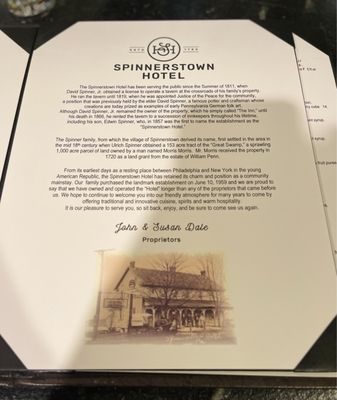 ESTD 1811
SPINNERSTOWN
HOTEL
The Spinnerstown Hotel has been serving the public since the Summer of 1811, when
David Spinner, Jr. obtained a license to operate a tavern at the crossroads of his family's property.
He ran the tavern until 1819, when he was appointed Justice of the Peace for the community,
a position that was previously held by the elder David Spinner, a famous potter and craftsman whose
creations are today prized as examples of early Pennsylvania German folk art.
Although David Spinner, Jr. remained the owner of the property, which he simply called "The Inn," until
his death in 1866, he rented the tavern to a succession of innkeepers throughout his lifetime,
including his son, Edwin Spinner, who, in 1857 was the first to name the establishment as the
"Spinnerstown Hotel."
The Spinner family, from which the village of Spinnerstown derived its name, first settled in the area in
the mid 18th century when Ulrich Spinner obtained a 153 acre tract of the "Great Swamp," a sprawling
1,000 acre parcel of land owned by a man named Morris Morris. Mr. Morris received the property in
1720 as a land grant from the estate of William Penn.
From its earliest days as a resting place between Philadelphia and New York in the young
American Republic, the Spinnerstown Hotel has retained its charm and position as a community
mainstay. Our family purchased the landmark establishment on June 10, 1959 and we are proud to
say that we have owned and operated the "Hotel" longer than any of the proprietors that came before
us. We hope to continue to welcome you into our friendly atmosphere for many years to come by
offering traditional and innovative cuisine, spirits and warm hospitality.
It is our pleasure to serve you, so sit back, enjoy, and be sure to come see us again.
John & Susan Dale
Proprietors